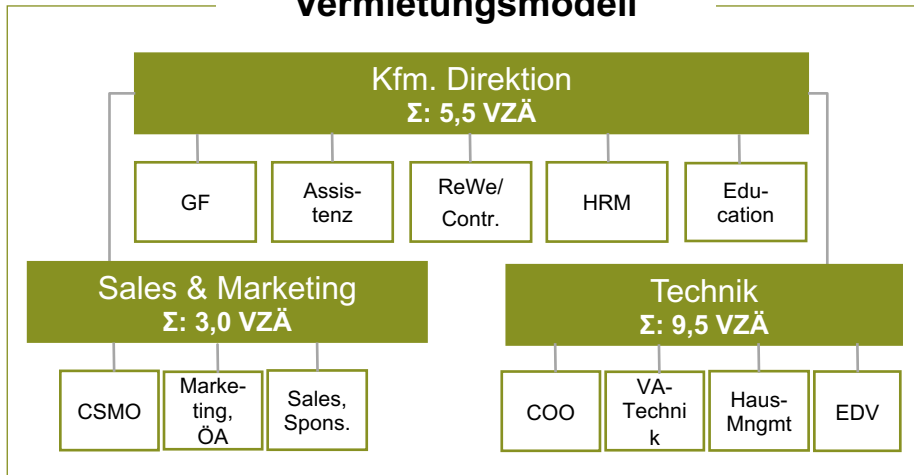 Vermietungsmodell
Kfm. Direktion
Σ: 5,5 VZÄ
GF
Assis-
tenz
ReWe/
Contr.
HRM
Edu-
cation
Sales & Marketing
Σ: 3,0 VZÄ
Technik
Σ: 9,5 VZÄ
CSMO
Marke-
ting,
ÖA
Sales,
Spons.
COO
VA-
Techni
k
Haus-
Mngmt
EDV